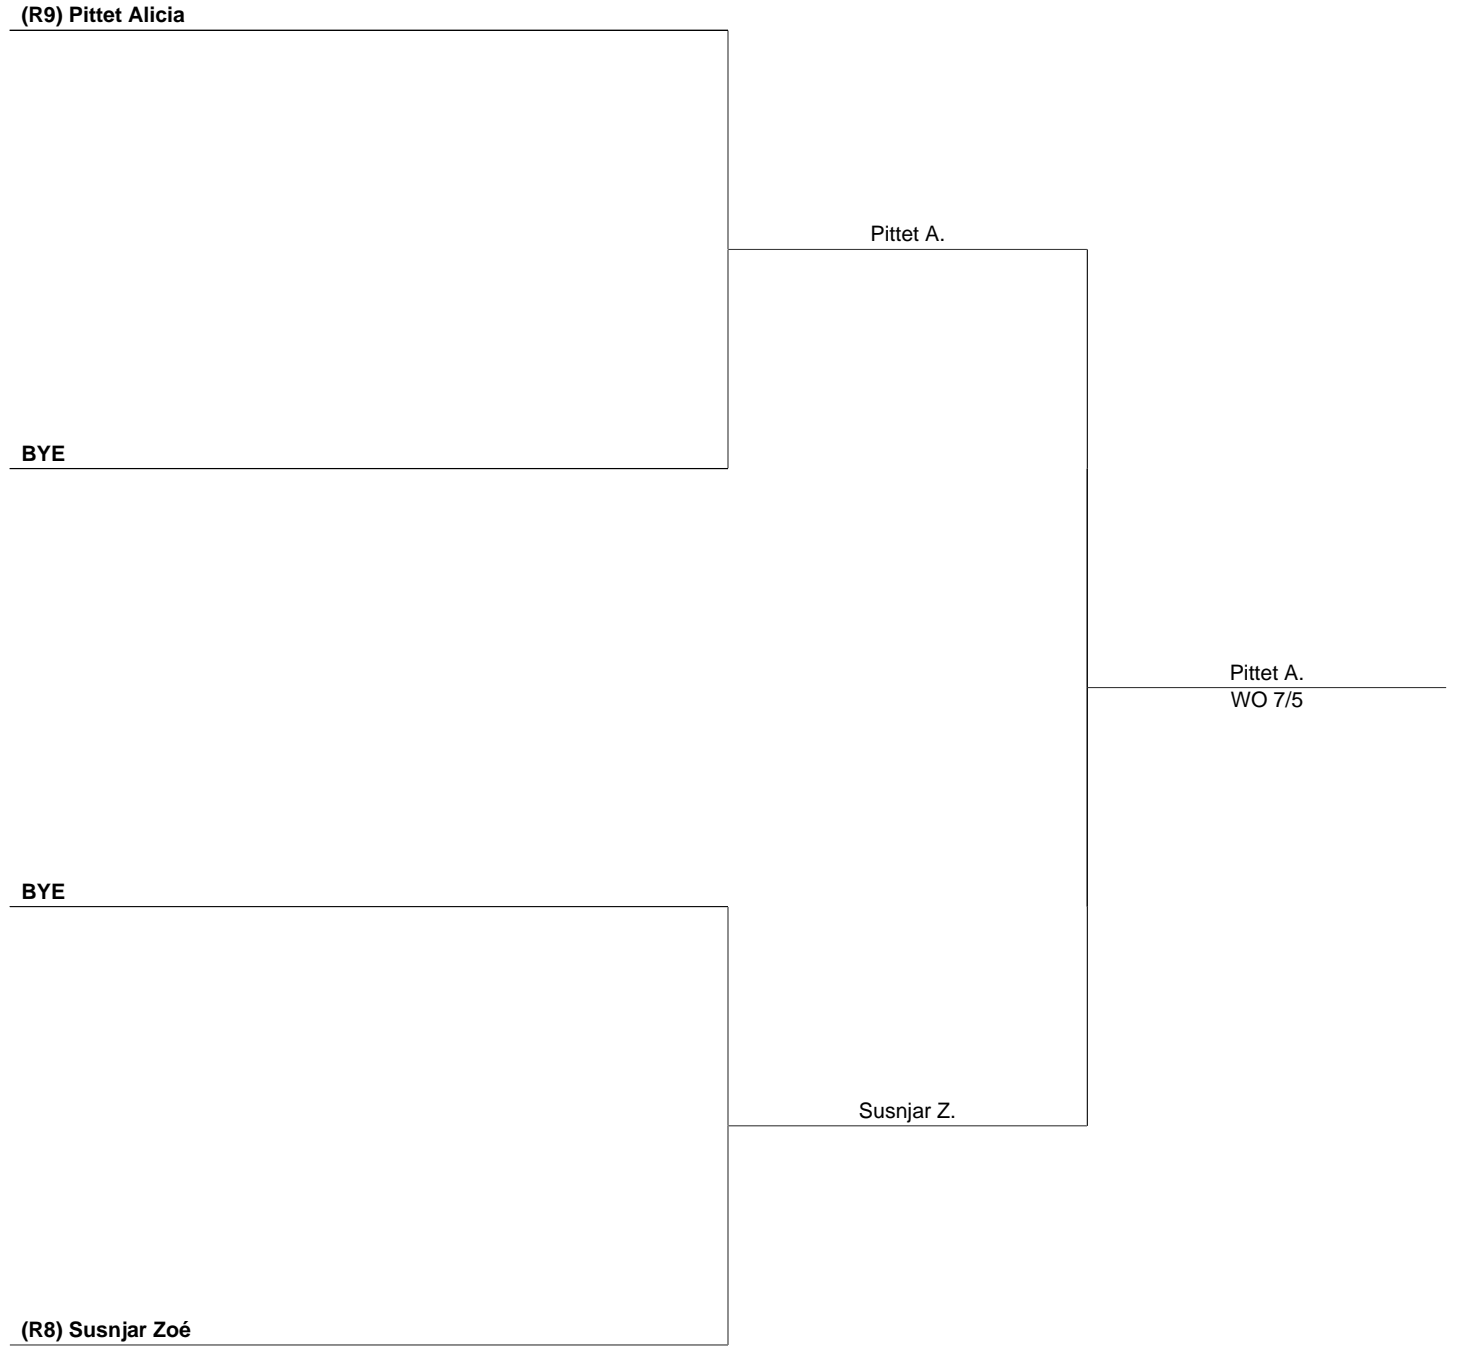 (R9) Pittet Alicia
Pittet A.
BYE
Pittet A.
WO 7/5
BYE
Susnjar Z.
(R8) Susnjar Zoé